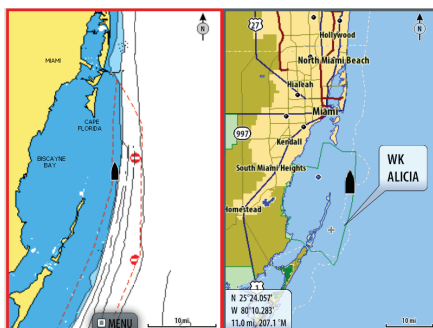 MIAMI
CAPE
FLORIDA
BISCAYNE
BAY
N
MENU
10 mi
27
Hollywood
N
North Miami Beach
Hialeah
Miami
997
Kendall
South Miami Heights
Homestead
WK
ALICIA
1
N 25°24.057'
W 80°10.283'
11.0 mi, 207.1 °M
10 mi